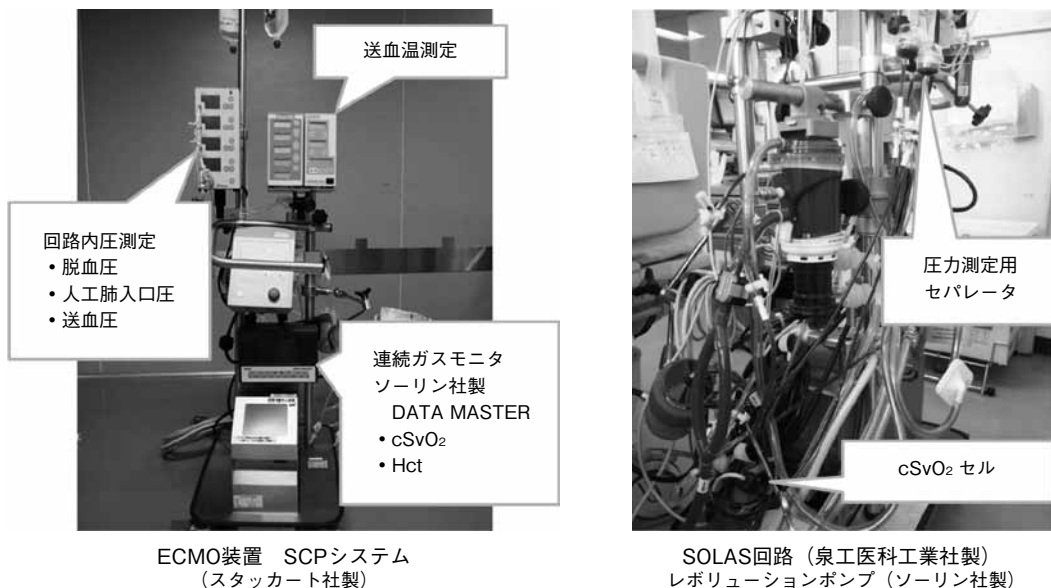 送血温測定
回路内圧測定
• 脱血圧
• 人工肺入口圧
• 送血圧
連続ガスモニタ
ソーリン社製
DATA MASTER
• cSvO₂
• Hct
ECMO装置 SCPシステム
（スタッカート社製）
圧力測定用
セパレータ
cSvO₂ セル
SOLAS回路（泉工医科工業社製）
レボリューションポンプ（ソーリン社製）